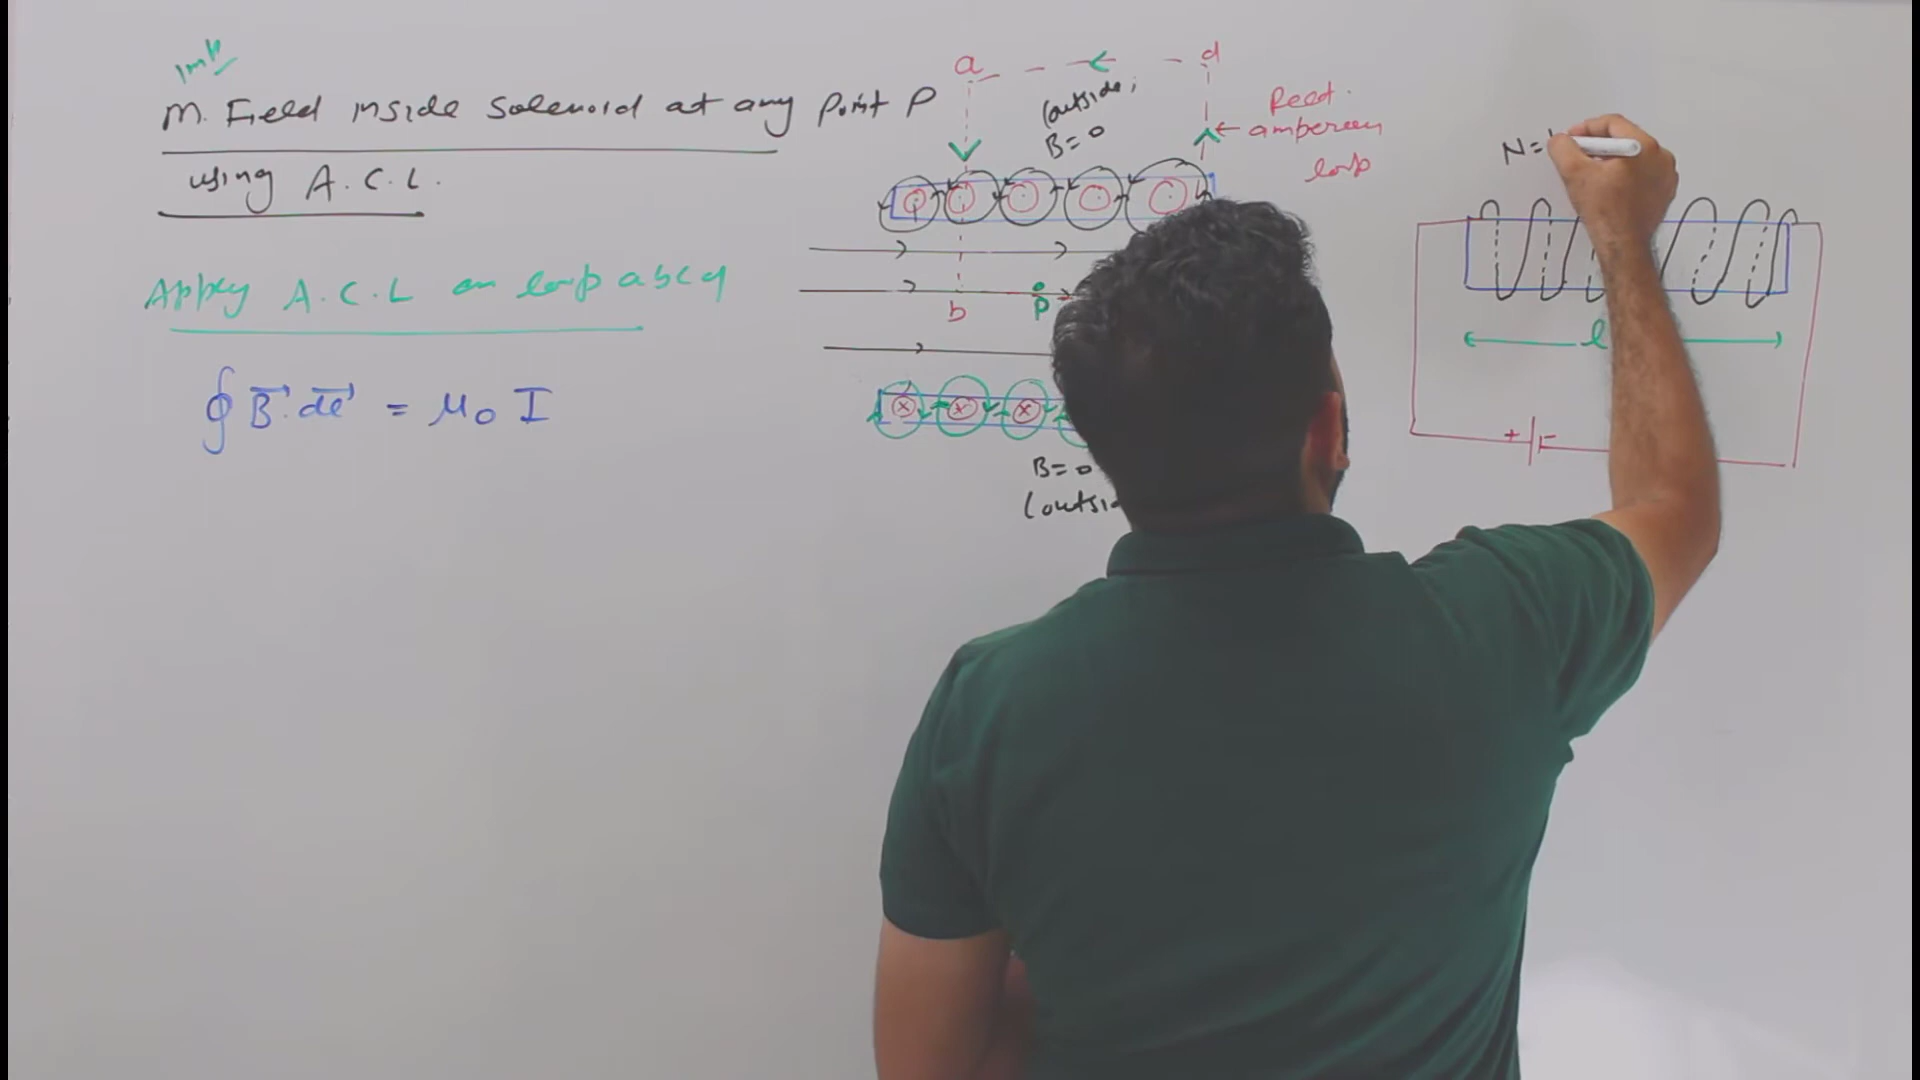 Imp
M. Field inside Solenoid at any Point P
using A.C.L.
Apply A.C.L on loop abcd
∮ B⃗ . dl⃗ = μ₀ I
a
d
(outside,
B=0
Rect.
amperean
loop
b
P
x x x
B=0
(outsi
N=
l
+ -